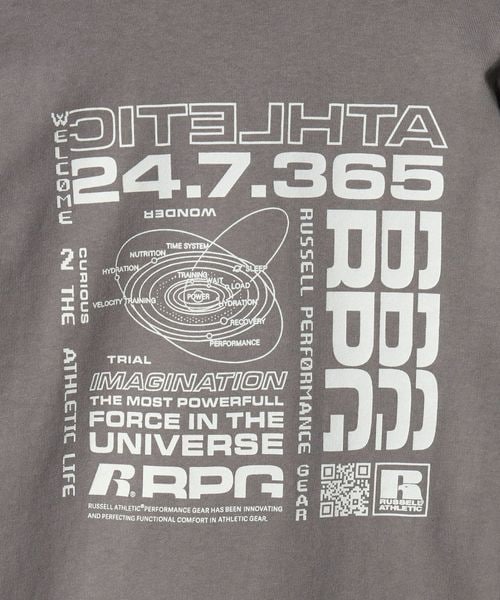 ATHLETIC
24.7.365
WELCOME 2 THE ATHLETIC LIFE
CURIOUS
WONDER
TIME SYSTEM
NUTRITION
SLEEP
HYDRATION
TRAINING
WAIT
LOAD
VELOCITY TRAINING
POWER
HYDRATION
RECOVERY
PERFORMANCE
RUSSELL PERFORMANCE GEAR
RPG
TRIAL
IMAGINATION
THE MOST POWERFULL
FORCE IN THE
UNIVERSE
R® RPG
RUSSELL ATHLETIC® PERFORMANCE GEAR HAS BEEN INNOVATING
AND PERFECTING FUNCTIONAL COMFORT IN ATHLETIC GEAR.
R
RUSSELL
ATHLETIC